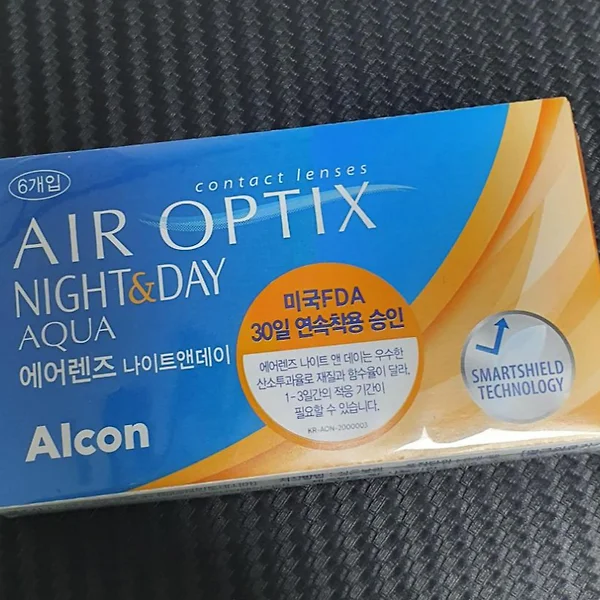 6개입
contact lenses
AIR OPTIX
NIGHT&DAY
AQUA
에어렌즈 나이트앤데이
Alcon
미국FDA
30일 연속착용 승인
에어렌즈 나이트 앤 데이는 우수한
산소투과율로 재질과 함수율이 달라,
1-3일간의 적응 기간이
필요할 수 있습니다.
KR-AON-2000003
SMARTSHIELD
TECHNOLOGY